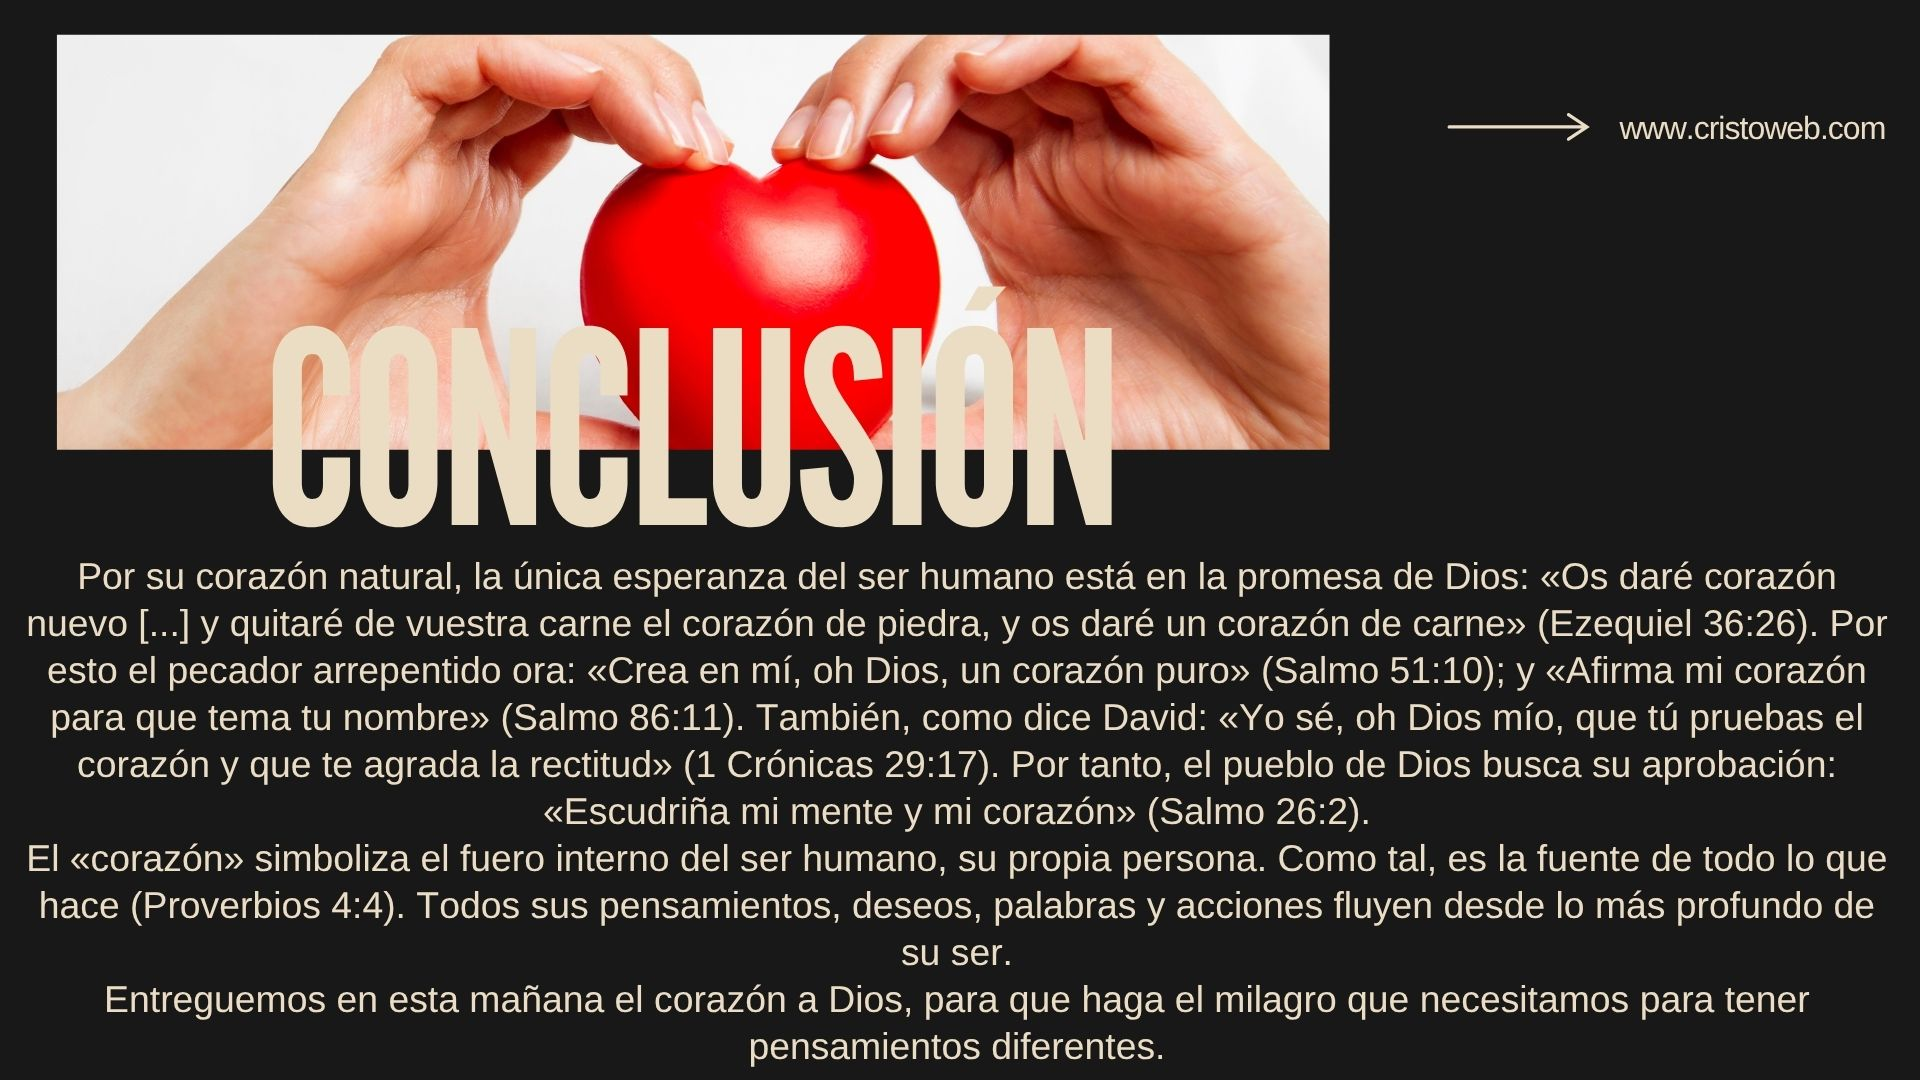 www.cristoweb.com
CONCLUSIÓN
Por su corazón natural, la única esperanza del ser humano está en la promesa de Dios: «Os daré corazón
nuevo [...] y quitaré de vuestra carne el corazón de piedra, y os daré un corazón de carne» (Ezequiel 36:26). Por
esto el pecador arrepentido ora: «Crea en mí, oh Dios, un corazón puro» (Salmo 51:10); y «Afirma mi corazón
para que tema tu nombre» (Salmo 86:11). También, como dice David: «Yo sé, oh Dios mío, que tú pruebas el
corazón y que te agrada la rectitud» (1 Crónicas 29:17). Por tanto, el pueblo de Dios busca su aprobación:
«Escudriña mi mente y mi corazón» (Salmo 26:2).
El «corazón» simboliza el fuero interno del ser humano, su propia persona. Como tal, es la fuente de todo lo que
hace (Proverbios 4:4). Todos sus pensamientos, deseos, palabras y acciones fluyen desde lo más profundo de
su ser.
Entreguemos en esta mañana el corazón a Dios, para que haga el milagro que necesitamos para tener
pensamientos diferentes.